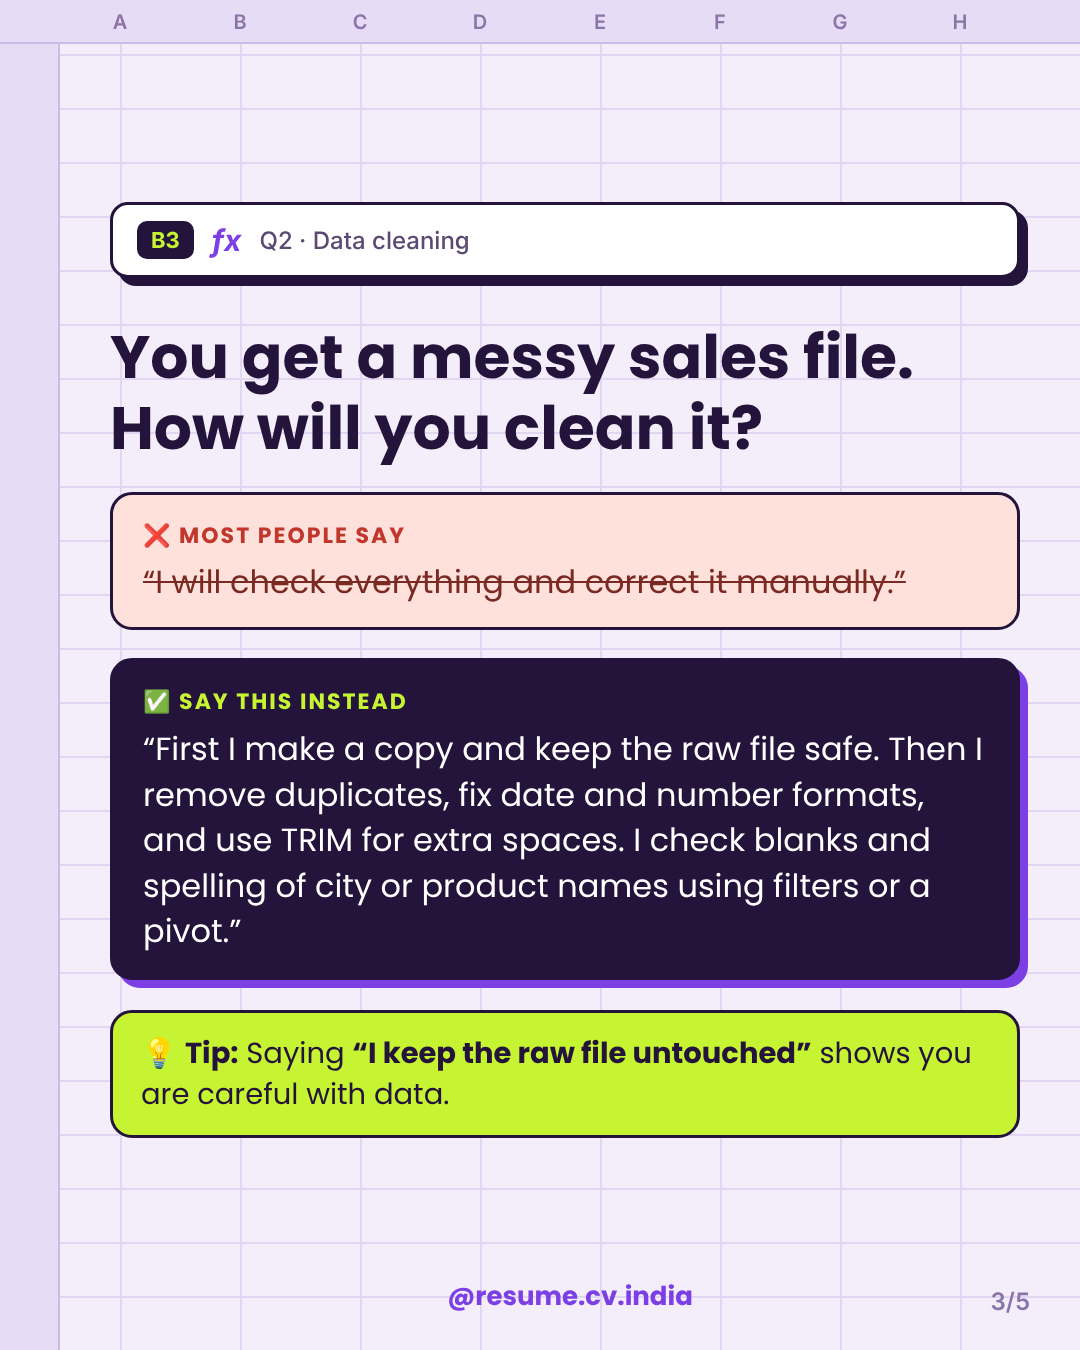 A B C D E F G H
B3 fx Q2 · Data cleaning
You get a messy sales file.
How will you clean it?
❌ MOST PEOPLE SAY
“I will check everything and correct it manually.”
✅ SAY THIS INSTEAD
“First I make a copy and keep the raw file safe. Then I
remove duplicates, fix date and number formats,
and use TRIM for extra spaces. I check blanks and
spelling of city or product names using filters or a
pivot.”
💡 Tip: Saying “I keep the raw file untouched” shows you
are careful with data.
@resume.cv.india
3/5